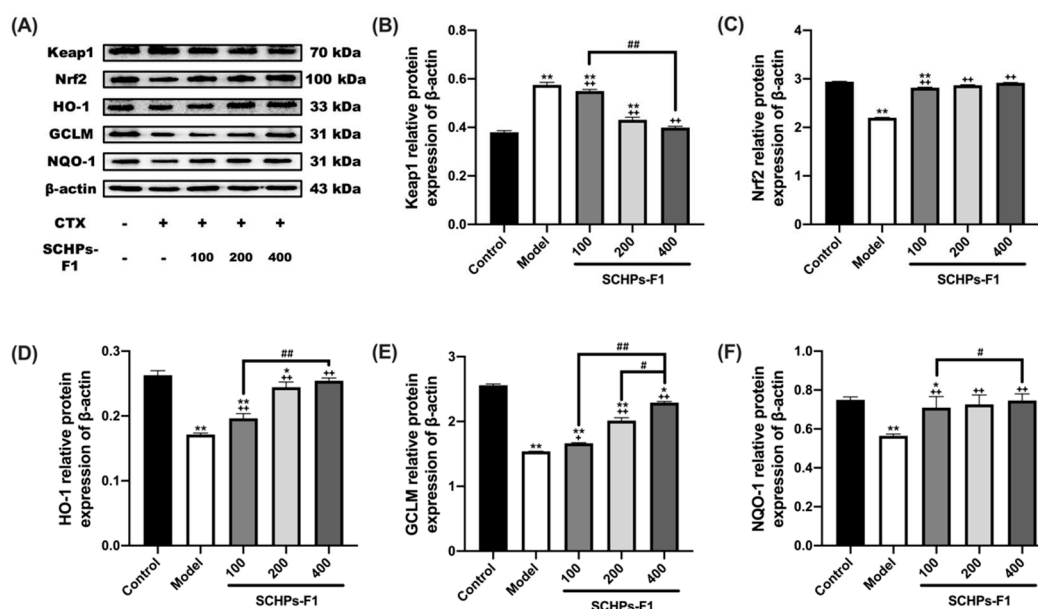 (A)
Keap1 70 kDa
Nrf2 100 kDa
HO-1 33 kDa
GCLM 31 kDa
NQO-1 31 kDa
β-actin 43 kDa
CTX - + + + +
SCHPs-F1 - - 100 200 400
(B)
Keap1 relative protein
expression of β-actin
0.8
0.6
0.4
0.2
0.0
**
**
++
**
++
++
##
Control
Model
100
200
400
SCHPs-F1
(C)
Nrf2 relative protein
expression of β-actin
4
3
2
1
0
**
**
++
++
++
Control
Model
100
200
400
SCHPs-F1
(D)
HO-1 relative protein
expression of β-actin
0.3
0.2
0.1
0.0
**
**
++
*
++
++
##
Control
Model
100
200
400
SCHPs-F1
(E)
GCLM relative protein
expression of β-actin
3
2
1
0
**
**
+
**
++
*
++
##
#
Control
Model
100
200
400
SCHPs-F1
(F)
NQO-1 relative protein
expression of β-actin
1.0
0.8
0.6
0.4
0.2
0.0
**
*
++
++
++
#
Control
Model
100
200
400
SCHPs-F1